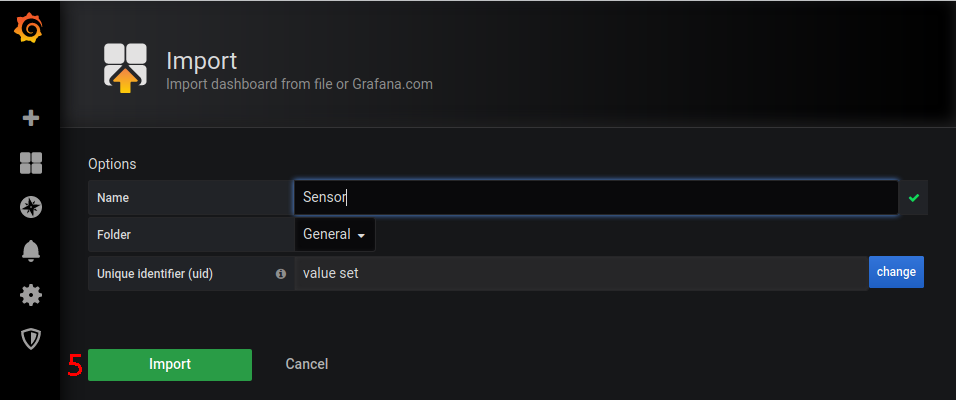 Import
Import dashboard from file or Grafana.com
Options
Name Sensor
Folder General
Unique identifier (uid) value set change
5 Import Cancel